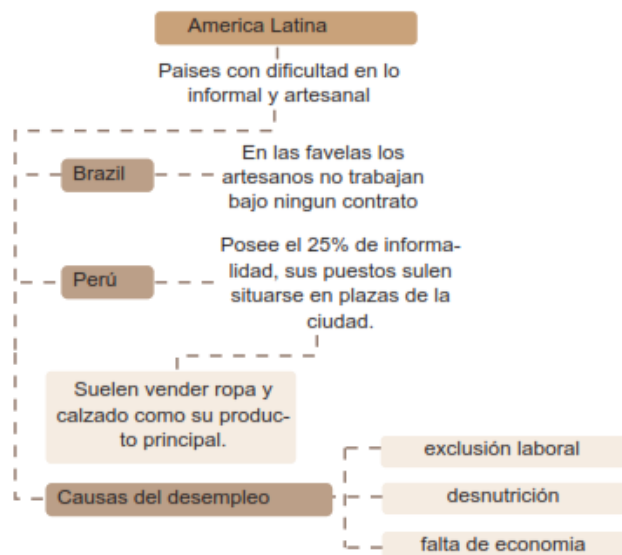 America Latina
Paises con dificultad en lo
informal y artesanal
Brazil
En las favelas los
artesanos no trabajan
bajo ningun contrato
Perú
Posee el 25% de informa-
lidad, sus puestos sulen
situarse en plazas de la
ciudad.
Suelen vender ropa y
calzado como su produc-
to principal.
Causas del desempleo
exclusión laboral
desnutrición
falta de economia